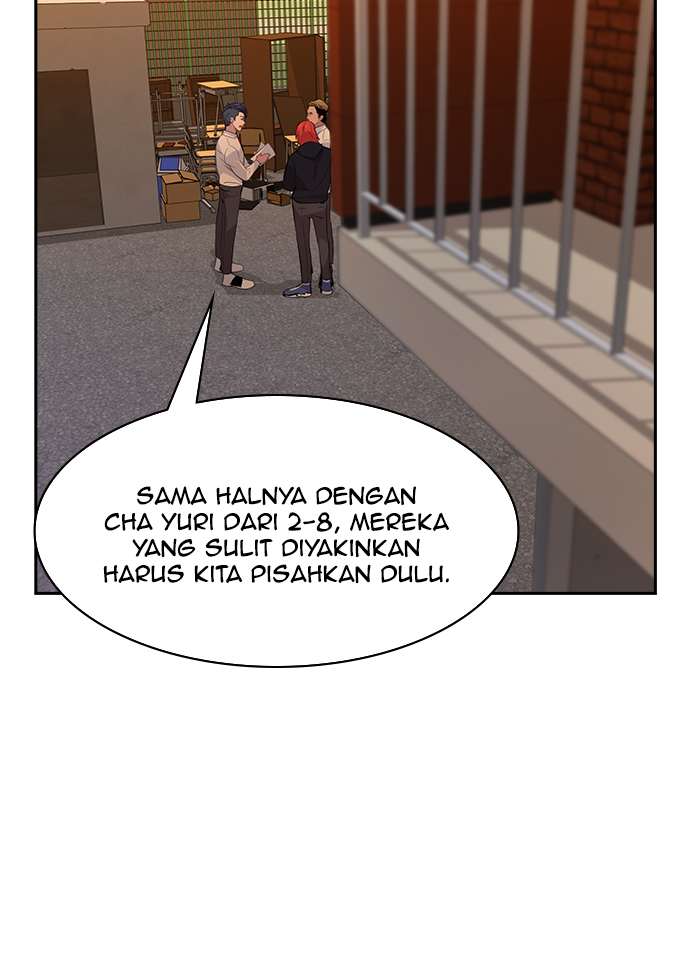 SAMA HALNYA DENGAN
CHA YURI DARI 2-8, MEREKA
YANG SULIT DIYAKINKAN
HARUS KITA PISAHKAN DULU.